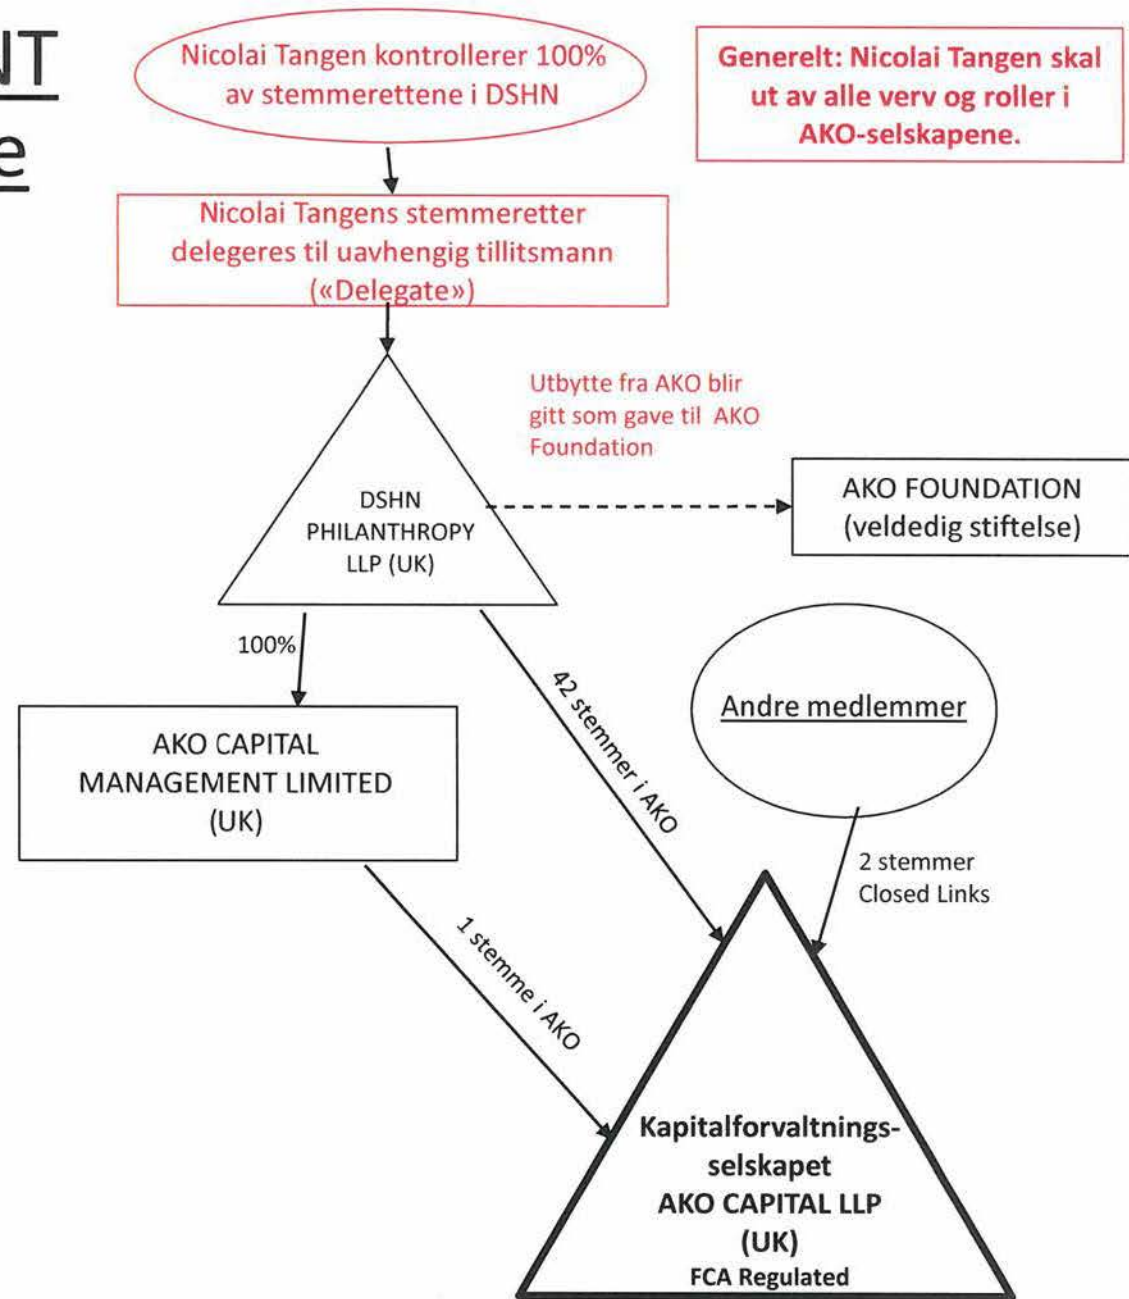 NT
e
Nicolai Tangen kontrollerer 100%
av stemmerettene i DSHN
Generelt: Nicolai Tangen skal
ut av alle verv og roller i
AKO-selskapene.
Nicolai Tangens stemmeretter
delegeres til uavhengig tillitsmann
(«Delegate»)
Utbytte fra AKO blir
gitt som gave til AKO
Foundation
DSHN
PHILANTHROPY
LLP (UK)
AKO FOUNDATION
(veldedig stiftelse)
100%
42 stemmer i AKO
Andre medlemmer
AKO CAPITAL
MANAGEMENT LIMITED
(UK)
2 stemmer
Closed Links
1 stemme i AKO
Kapitalforvaltnings-
selskapet
AKO CAPITAL LLP
(UK)
FCA Regulated